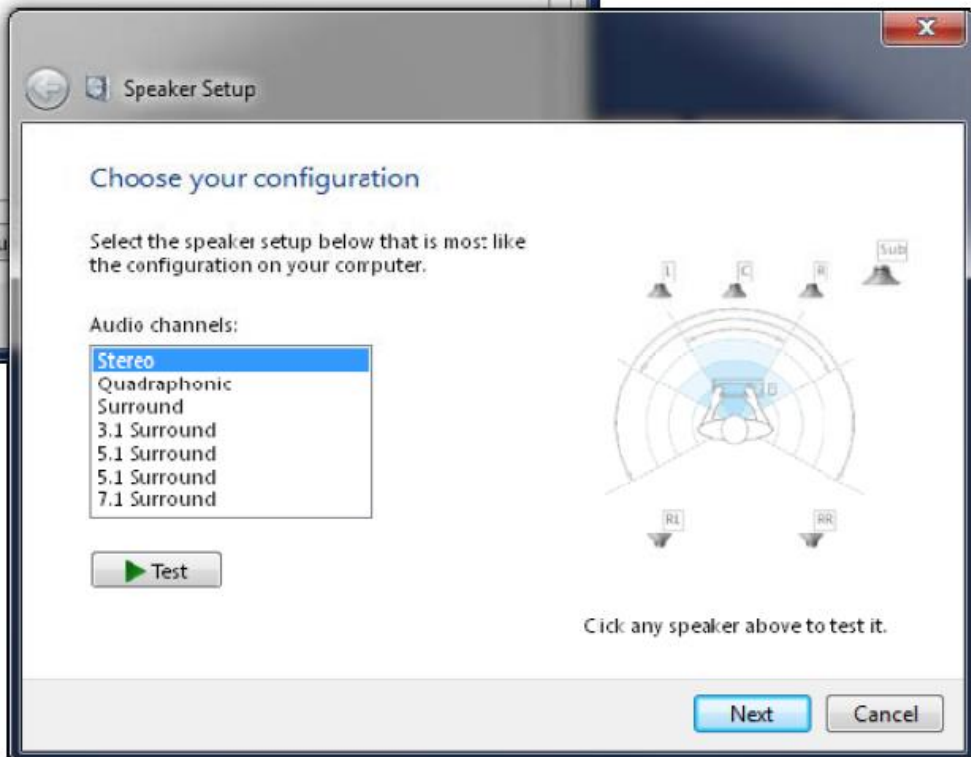 Speaker Setup
Choose your configuration
Select the speaker setup below that is most like
the configuration on your computer.
Audio channels:
Stereo
Quadraphonic
Surround
3.1 Surround
5.1 Surround
5.1 Surround
7.1 Surround
Test
L
C
R
Sub
RL
RR
Click any speaker above to test it.
Next
Cancel